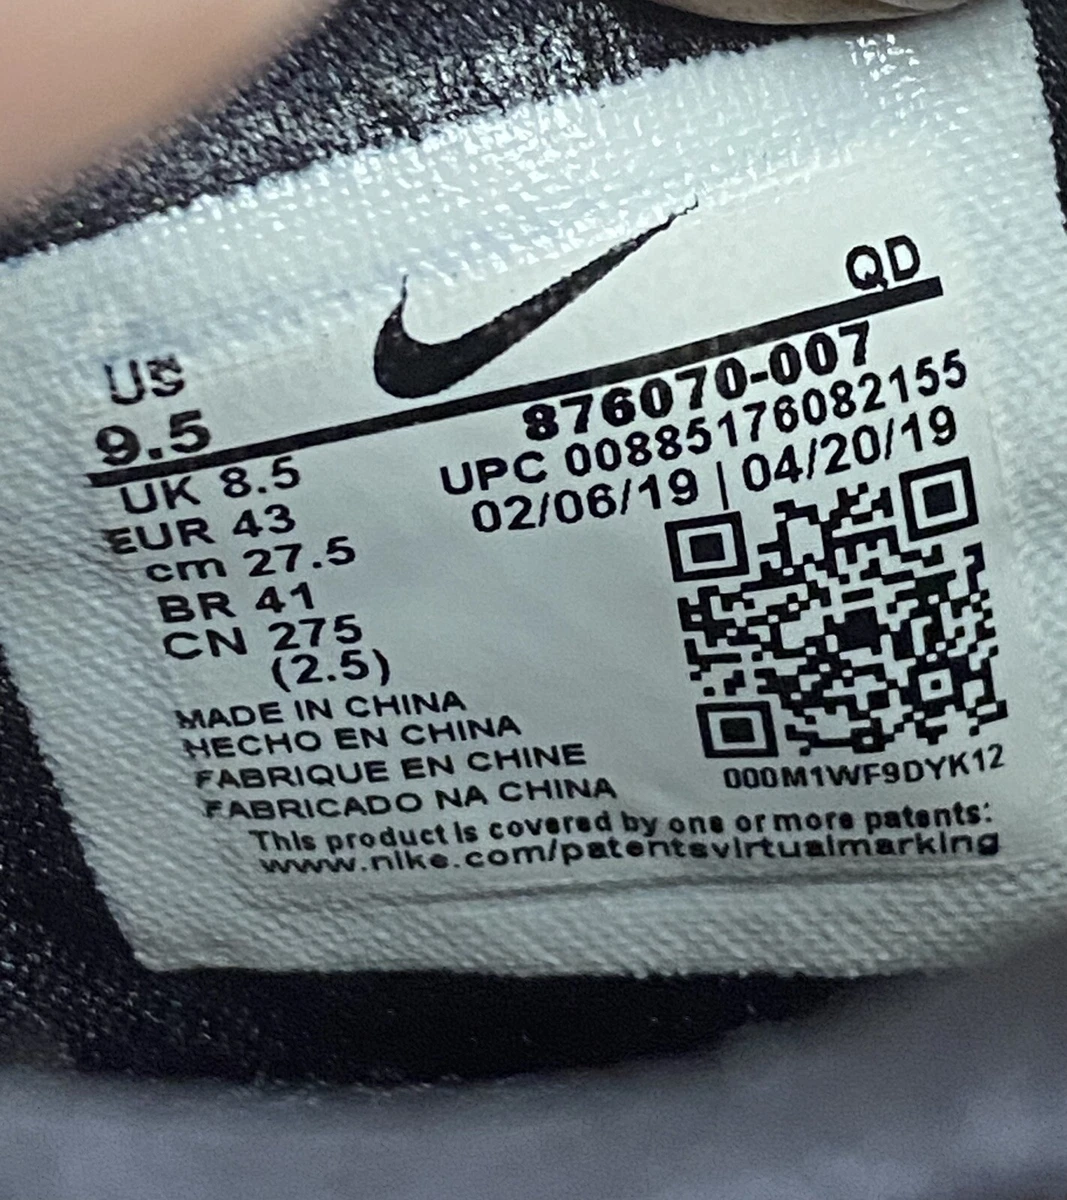 QD
US
9.5
876070-007
UPC 00885176082155
02/06/19 | 04/20/19
UK 8.5
EUR 43
cm 27.5
BR 41
CN 275
(2.5)
MADE IN CHINA
HECHO EN CHINA
FABRIQUE EN CHINE
FABRICADO NA CHINA
000M1WF9DYK12
This product is covered by one or more patents:
www.nike.com/patentsvirtualmarking